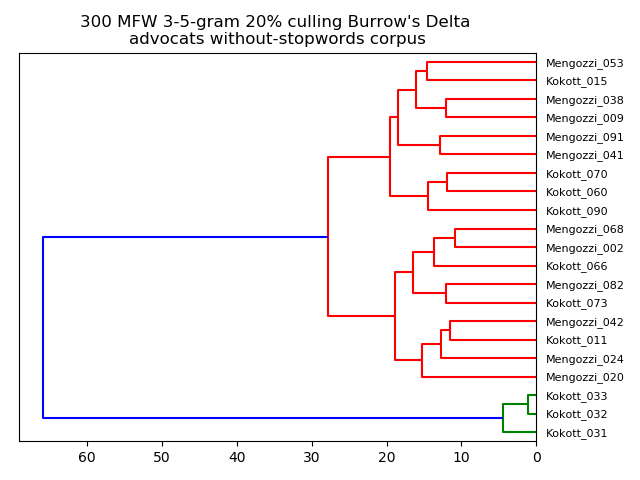 300 MFW 3-5-gram 20% culling Burrow's Delta
advocats without-stopwords corpus
Mengozzi_053
Kokott_015
Mengozzi_038
Mengozzi_009
Mengozzi_091
Mengozzi_041
Kokott_070
Kokott_060
Kokott_090
Mengozzi_068
Mengozzi_002
Kokott_066
Mengozzi_082
Kokott_073
Mengozzi_042
Kokott_011
Mengozzi_024
Mengozzi_020
Kokott_033
Kokott_032
Kokott_031
60 50 40 30 20 10 0